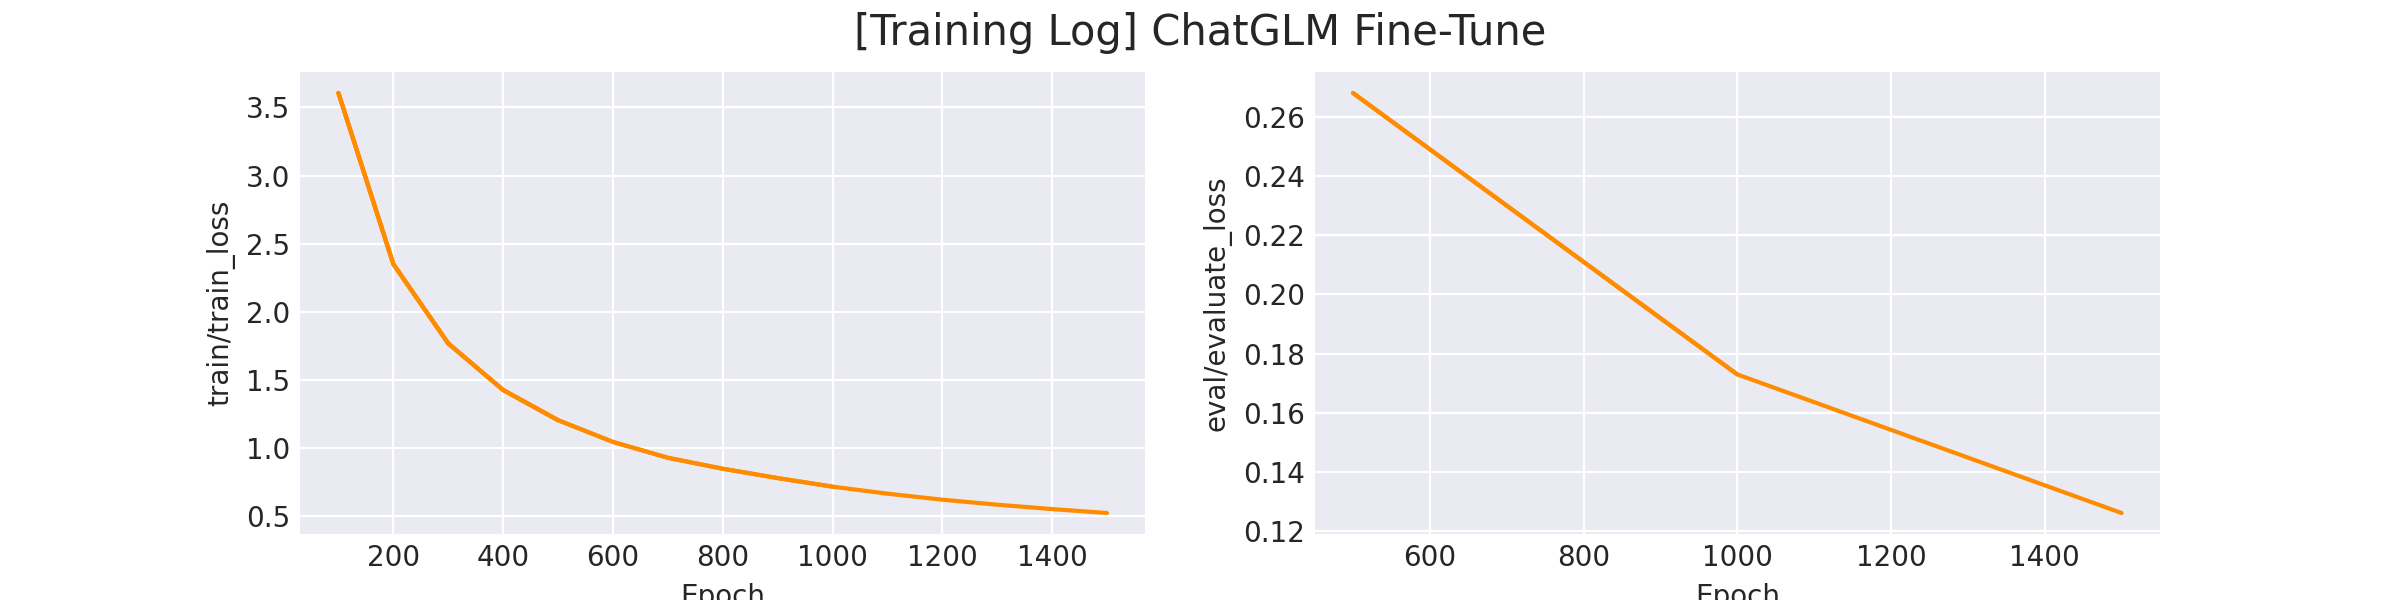 [Training Log] ChatGLM Fine-Tune
train/train_loss
3.5
3.0
2.5
2.0
1.5
1.0
0.5
200 400 600 800 1000 1200 1400
Epoch
eval/evaluate_loss
0.26
0.24
0.22
0.20
0.18
0.16
0.14
0.12
600 800 1000 1200 1400
Epoch